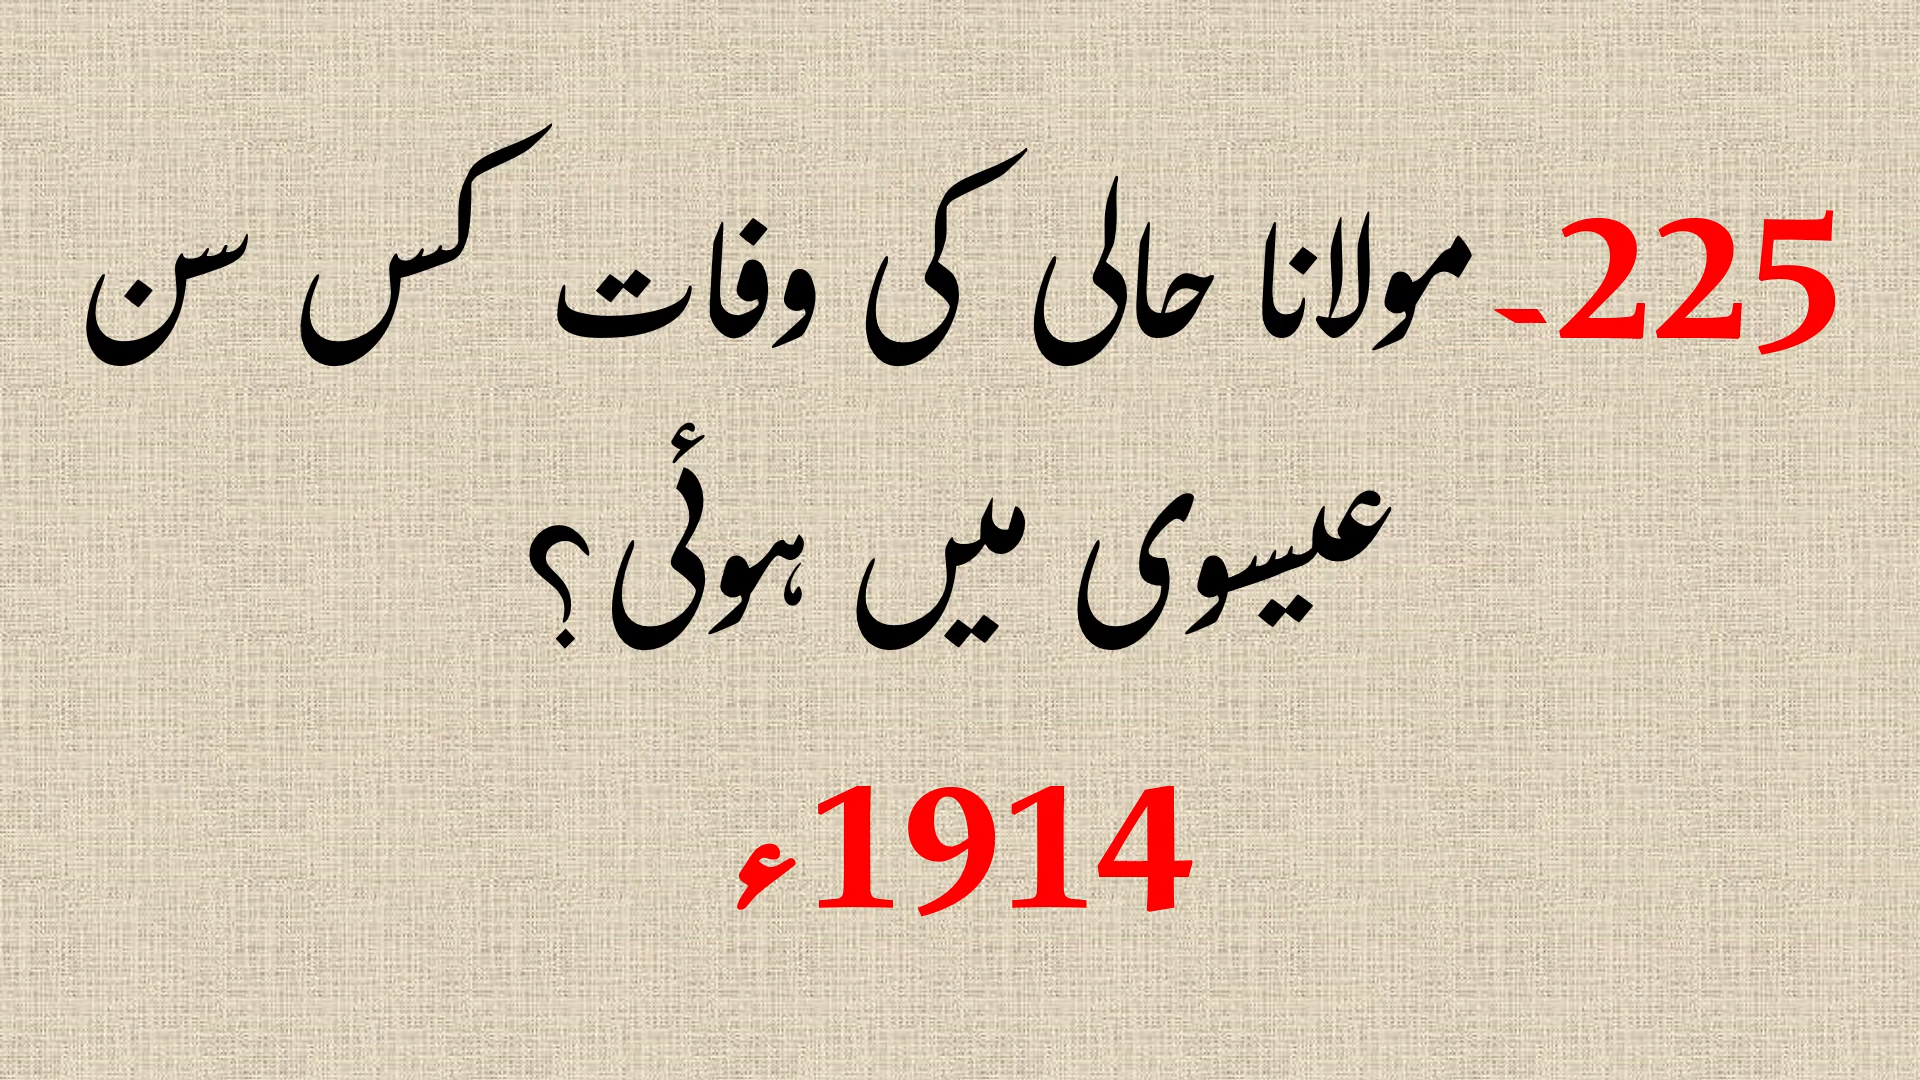 225۔ مولانا حالی کی وفات کس سن
عیسوی میں ہوئی؟
1914ء